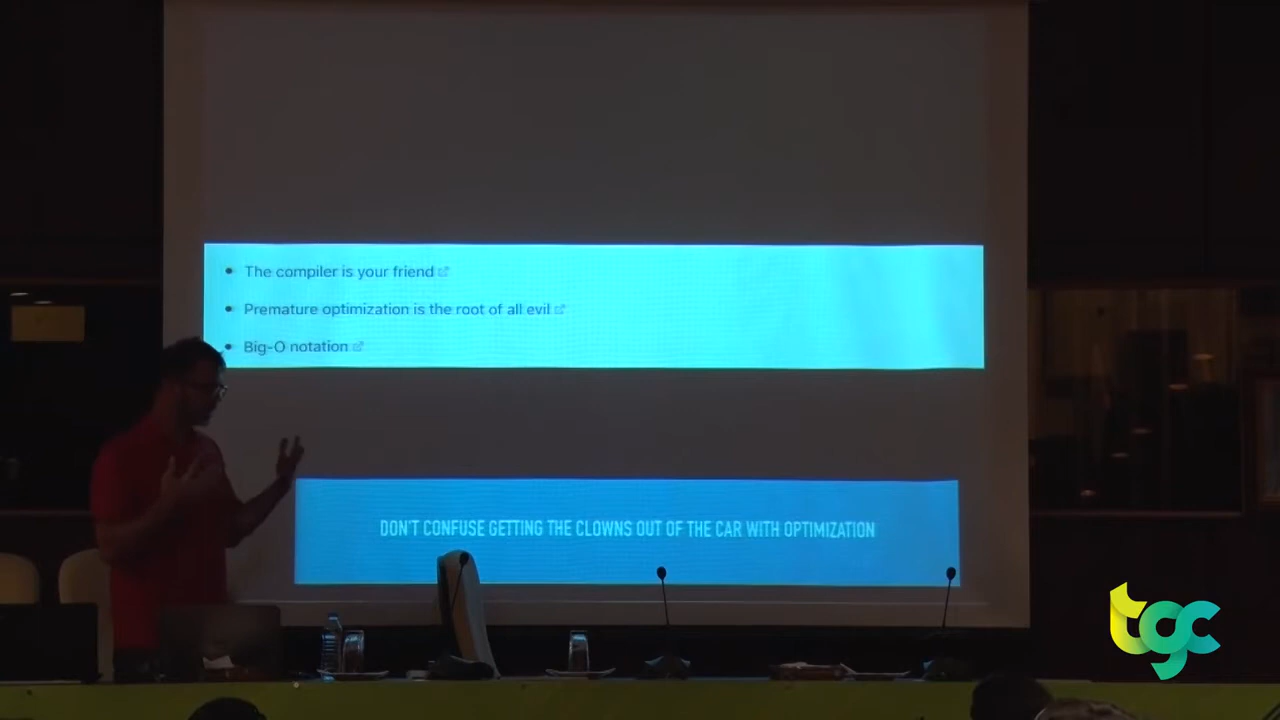 The compiler is your friend
Premature optimization is the root of all evil
Big-O notation
DON'T CONFUSE GETTING THE CLOWNS OUT OF THE CAR WITH OPTIMIZATION
tgc